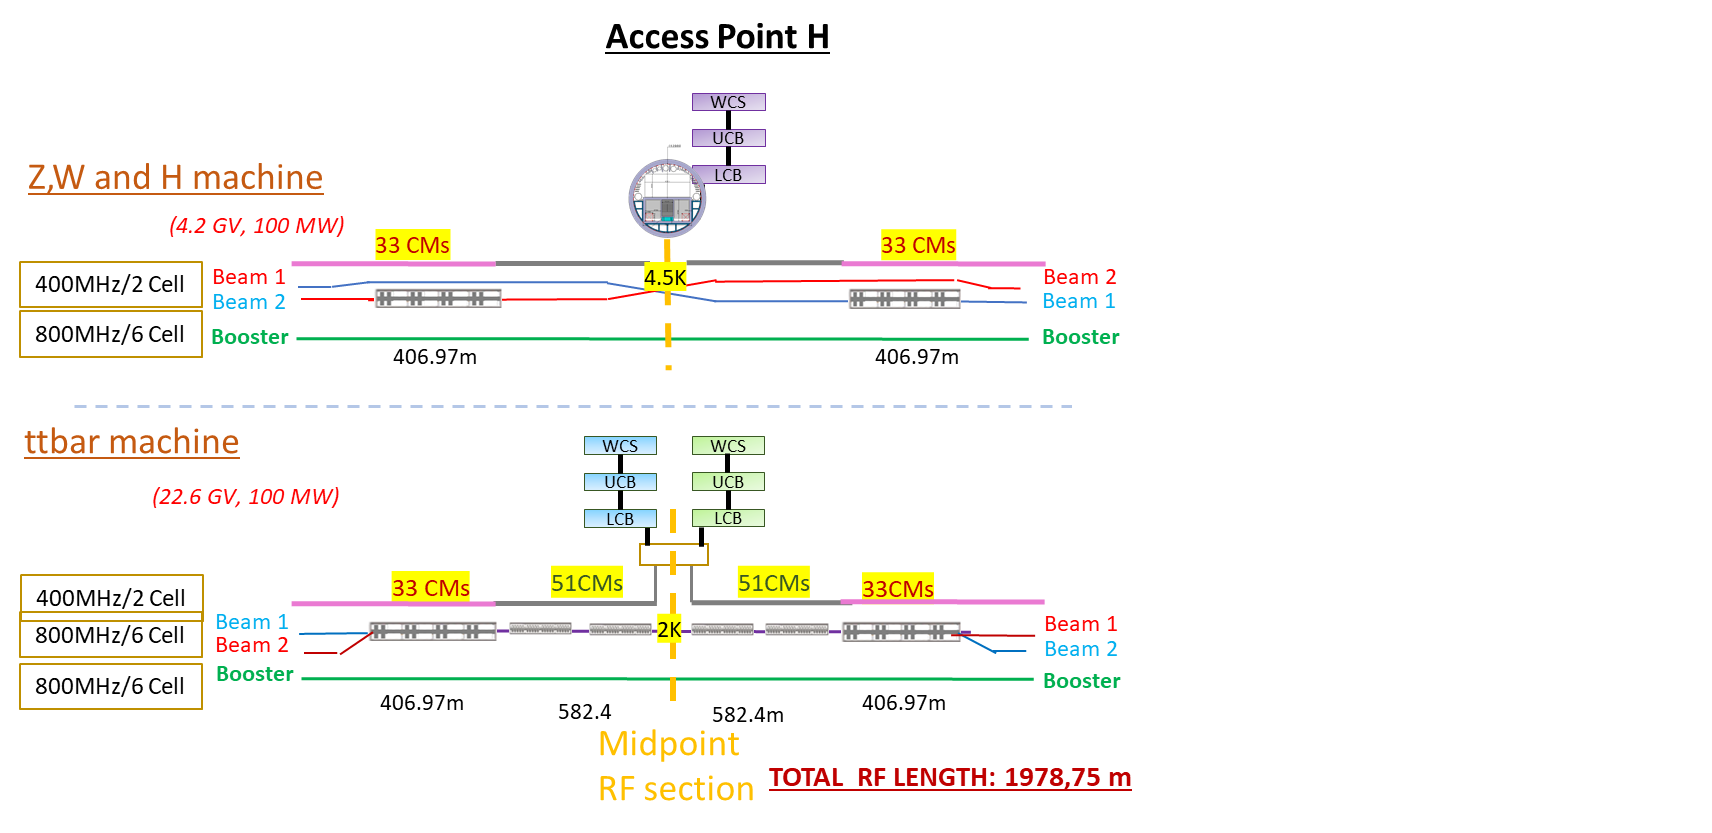 Access Point H
WCS
UCB
LCB
Z,W and H machine
(4.2 GV, 100 MW)
33 CMs
33 CMs
400MHz/2 Cell
Beam 1
4.5K
Beam 2
Beam 2
Beam 1
800MHz/6 Cell
Booster
Booster
406.97m
406.97m
ttbar machine
WCS
WCS
UCB
UCB
(22.6 GV, 100 MW)
LCB
LCB
33 CMs
51CMs
51CMs
33CMs
400MHz/2 Cell
Beam 1
2K
Beam 1
800MHz/6 Cell
Beam 2
Beam 2
800MHz/6 Cell
Booster
Booster
406.97m
582.4
582.4m
406.97m
Midpoint
RF section
TOTAL RF LENGTH: 1978,75 m